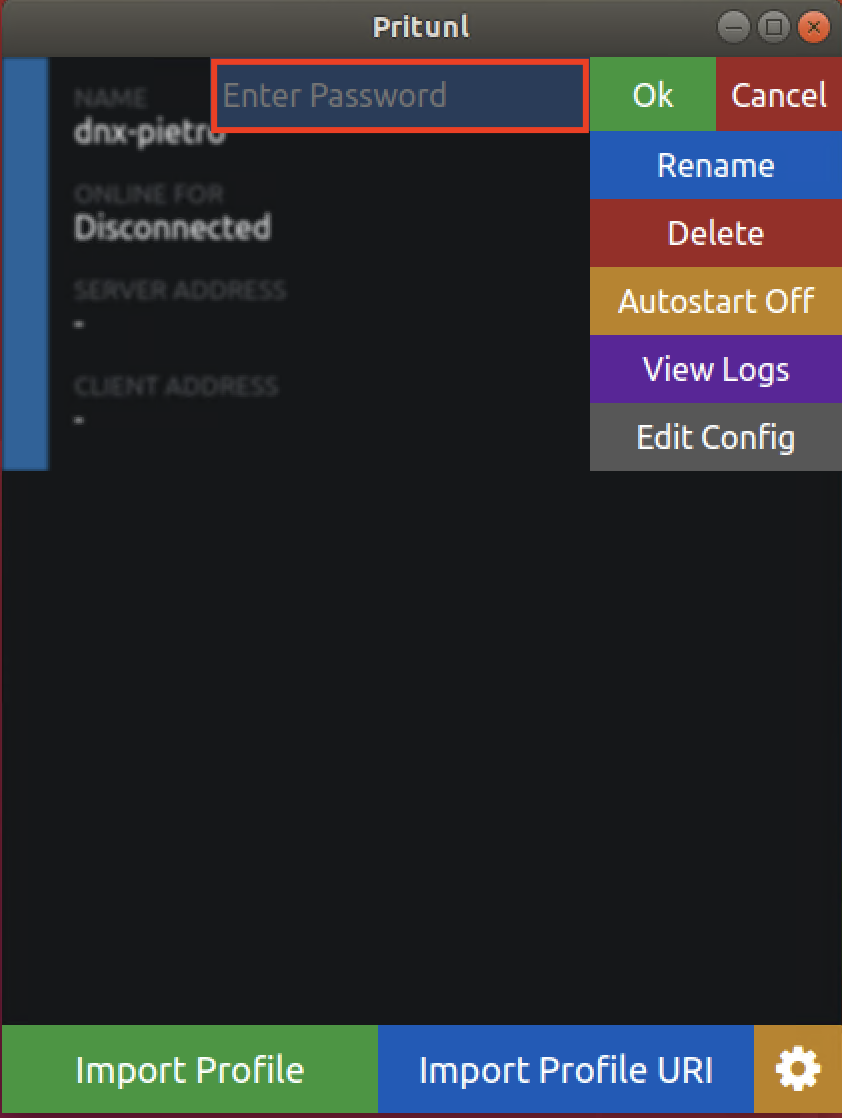 Pritunl
Enter Password
Ok
Cancel
NAME
dnx-pietro
Rename
ONLINE FOR
Disconnected
Delete
SERVER ADDRESS
-
Autostart Off
View Logs
CLIENT ADDRESS
-
Edit Config
Import Profile
Import Profile URI